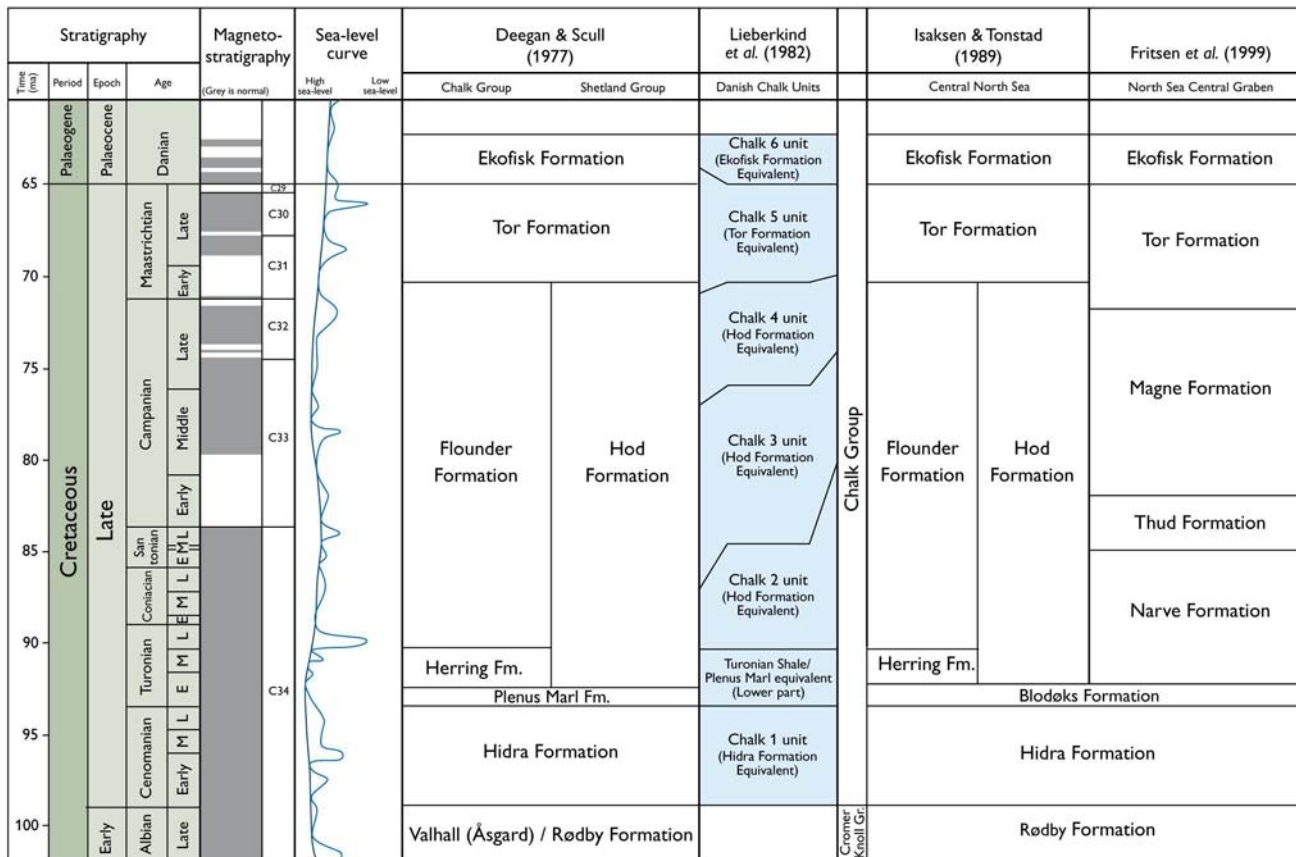 Stratigraphy
Magneto-
stratigraphy
Sea-level
curve
Deegan & Scull
(1977)
Lieberkind
et al. (1982)
Isaksen & Tonstad
(1989)
Fritsen et al. (1999)
Time
(ma)
Period
Epoch
Age
(Grey is normal)
High
sea-level
Low
sea-level
Chalk Group
Shetland Group
Danish Chalk Units
Central North Sea
North Sea Central Graben
65
70
75
80
85
90
95
100
Palaeogene
Cretaceous
Palaeocene
Late
Early
Danian
Maastrichtian
Late
Early
Campanian
Late
Middle
Early
San
tonian
L
M
E
Coniacian
L
M
E
Turonian
L
M
E
Cenomanian
L
M
Early
Albian
Late
C29
C30
C31
C32
C33
C34
Ekofisk Formation
Tor Formation
Flounder
Formation
Hod
Formation
Herring Fm.
Plenus Marl Fm.
Hidra Formation
Valhall (Åsgard) / Rødby Formation
Chalk 6 unit
(Ekofisk Formation
Equivalent)
Chalk 5 unit
(Tor Formation
Equivalent)
Chalk 4 unit
(Hod Formation
Equivalent)
Chalk 3 unit
(Hod Formation
Equivalent)
Chalk 2 unit
(Hod Formation
Equivalent)
Turonian Shale/
Plenus Marl equivalent
(Lower part)
Chalk 1 unit
(Hidra Formation
Equivalent)
Chalk Group
Cromer
Knoll Gr.
Ekofisk Formation
Tor Formation
Flounder
Formation
Hod
Formation
Herring Fm.
Ekofisk Formation
Tor Formation
Magne Formation
Thud Formation
Narve Formation
Blodøks Formation
Hidra Formation
Rødby Formation